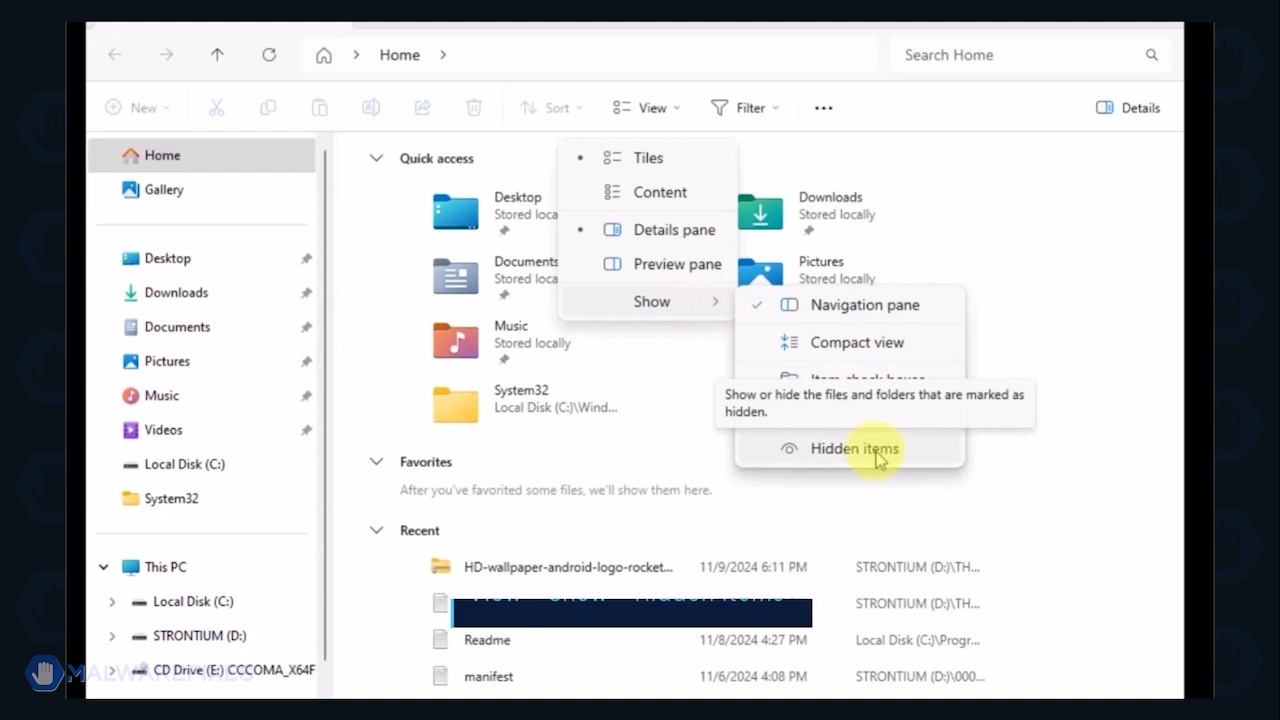 Home
Search Home
New
Sort
View
Filter
Details
Home
Gallery
Desktop
Downloads
Documents
Pictures
Music
Videos
Local Disk (C:)
System32
This PC
Local Disk (C:)
STRONTIUM (D:)
CD Drive (E:) CCCOMA_X64F
Quick access
Desktop
Stored loca
Documents
Stored loca
Music
Stored locally
System32
Local Disk (C:)\Wind...
Downloads
Stored locally
Pictures
Stored locally
Tiles
Content
Details pane
Preview pane
Show
Navigation pane
Compact view
Show or hide the files and folders that are marked as
hidden.
Hidden items
Favorites
After you've favorited some files, we'll show them here.
Recent
HD-wallpaper-android-logo-rocket... 11/9/2024 6:11 PM STRONTIUM (D:)\TH...
STRONTIUM (D:)\TH...
Readme 11/8/2024 4:27 PM Local Disk (C:)\Progr...
manifest 11/6/2024 4:08 PM STRONTIUM (D:)\000...